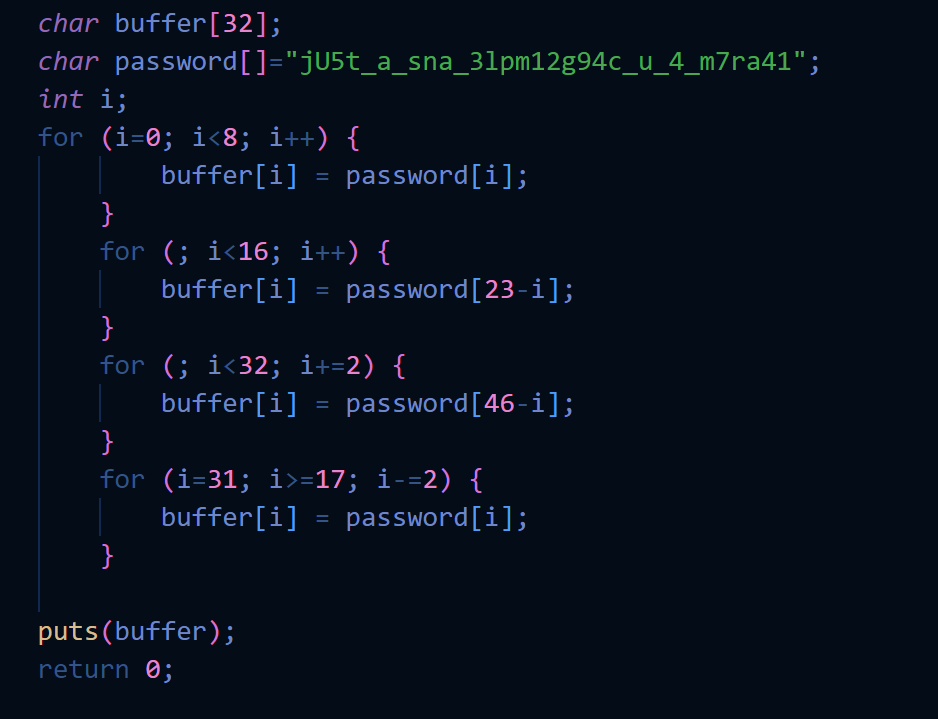 char buffer[32];
char password[]="jU5t_a_sna_3lpm12g94c_u_4_m7ra41";
int i;
for (i=0; i<8; i++) {
buffer[i] = password[i];
}
for (; i<16; i++) {
buffer[i] = password[23-i];
}
for (; i<32; i+=2) {
buffer[i] = password[46-i];
}
for (i=31; i>=17; i-=2) {
buffer[i] = password[i];
}
puts(buffer);
return 0;